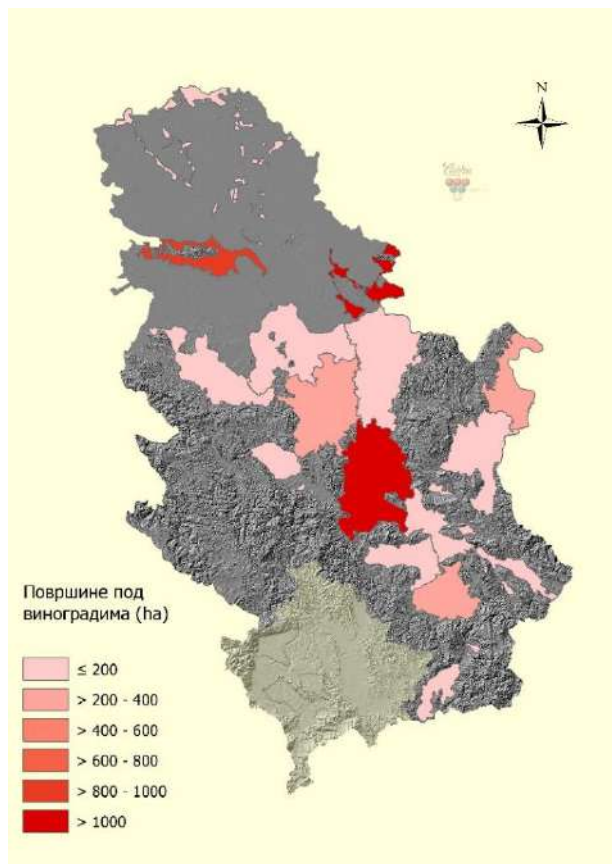 N
Површине под
виноградима (ha)
≤ 200
> 200 - 400
> 400 - 600
> 600 - 800
> 800 - 1000
> 1000